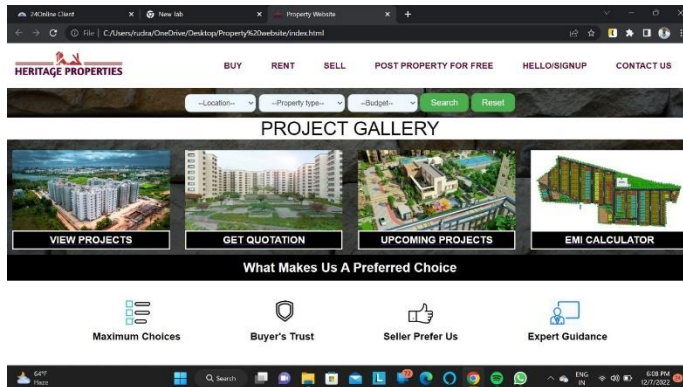 24Online Client
New Tab
Property Website
File | C:/Users/rudra/OneDrive/Desktop/Property%20website/index.html
HERITAGE PROPERTIES
BUY RENT SELL POST PROPERTY FOR FREE HELLO/SIGNUP CONTACT US
--Location-- --Property type-- --Budget-- Search Reset
PROJECT GALLERY
VIEW PROJECTS GET QUOTATION UPCOMING PROJECTS EMI CALCULATOR
What Makes Us A Preferred Choice
Maximum Choices Buyer's Trust Seller Prefer Us Expert Guidance
64°F
Haze
Search
ENG
IN
6:08 PM
12/7/2022